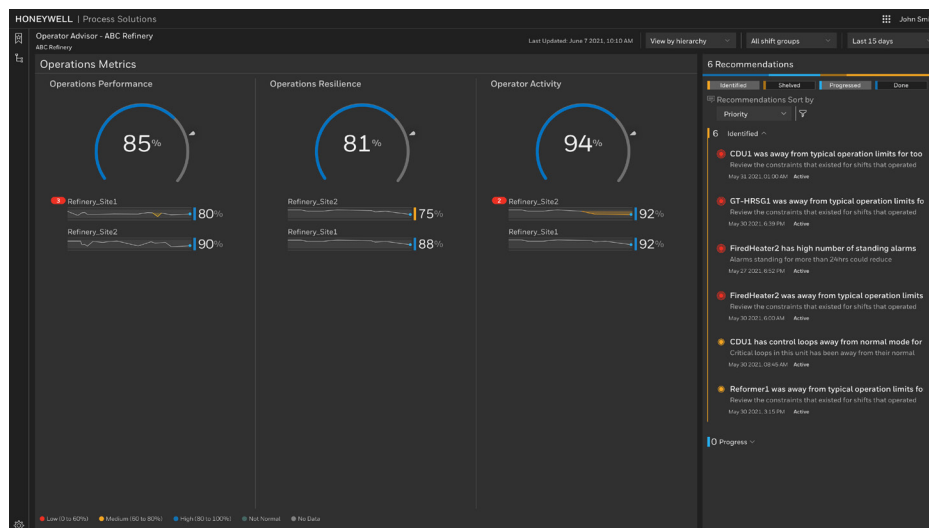 HONEYWELL | Process Solutions
John Smi
Operator Advisor - ABC Refinery
ABC Refinery
Last Updated: June 7 2021, 10:10 AM
View by hierarchy
All shift groups
Last 15 days
Operations Metrics
Operations Performance
85%
3 Refinery_Site1
80%
Refinery_Site2
90%
Operations Resilience
81%
Refinery_Site2
75%
Refinery_Site1
88%
Operator Activity
94%
2 Refinery_Site2
92%
Refinery_Site1
92%
Low (0 to 60%) Medium (60 to 80%) High (80 to 100%) Not Normal No Data
6 Recommendations
Identified Shelved Progressed Done
Recommendations Sort by
Priority
6 Identified
CDU1 was away from typical operation limits for too
Review the constraints that existed for shifts that operated
May 31 2021, 01:00 AM Active
GT-HRSG1 was away from typical operation limits fo
Review the constraints that existed for shifts that operated
May 30 2021, 6:39 PM Active
FiredHeater2 has high number of standing alarms
Alarms standing for more than 24hrs could reduce
May 27 2021, 6:52 PM Active
FiredHeater2 was away from typical operation limits
Review the constraints that existed for shifts that operated
May 30 2021, 6:00 AM Active
CDU1 has control loops away from normal mode for
Critical loops in this unit has been away from their normal
May 30 2021, 08:45 AM Active
Reformer1 was away from typical operation limits fo
Review the constraints that existed for shifts that operated
May 30 2021, 3:15 PM Active
0 Progress